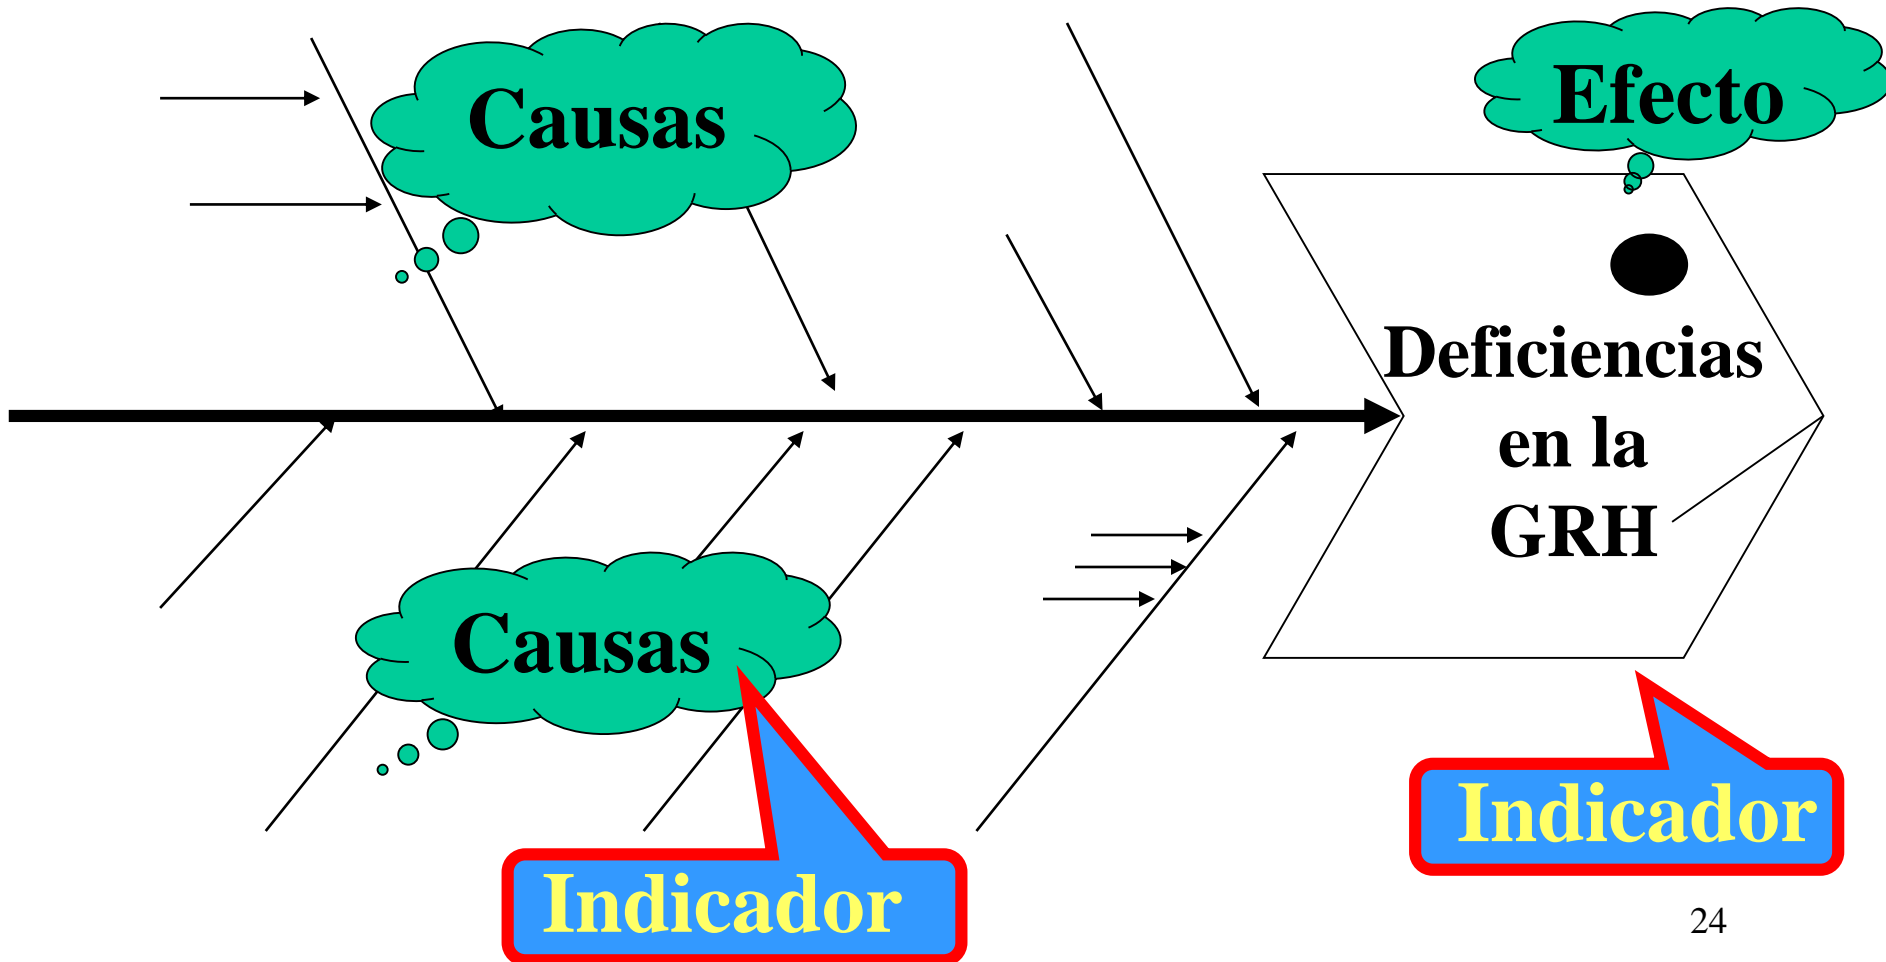 Causas
Efecto
Deficiencias
en la
GRH
Causas
Indicador
Indicador
24